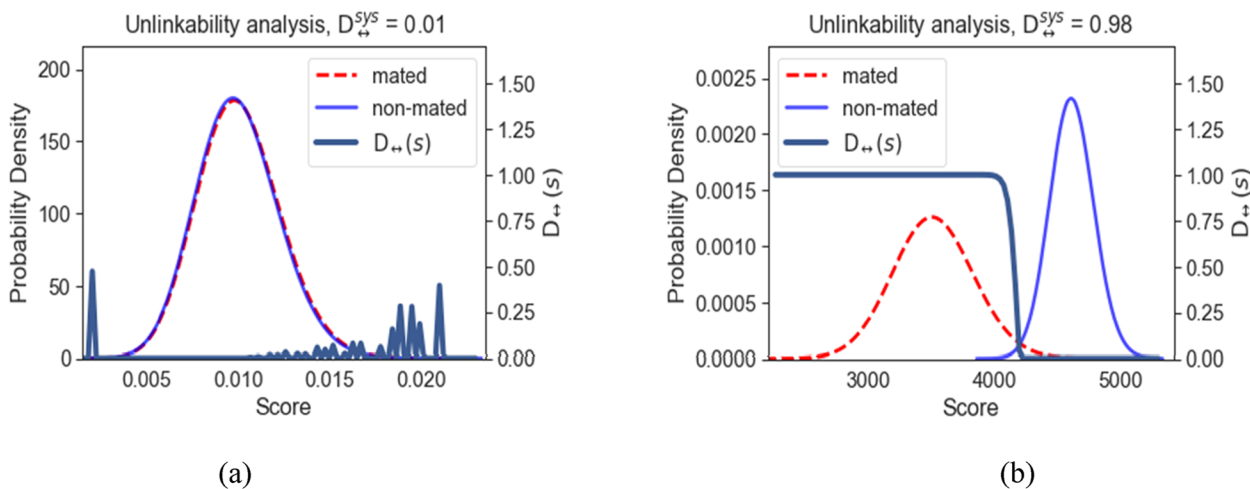 Unlinkability analysis, D↔^sys = 0.01
200
150
100
50
0
Probability Density
1.50
1.25
1.00
0.75
0.50
0.25
0.00
D↔(s)
mated
non-mated
D↔(s)
0.005
0.010
0.015
0.020
Score
(a)
Unlinkability analysis, D↔^sys = 0.98
0.0025
0.0020
0.0015
0.0010
0.0005
0.0000
Probability Density
1.50
1.25
1.00
0.75
0.50
0.25
0.00
D↔(s)
mated
non-mated
D↔(s)
3000
4000
5000
Score
(b)